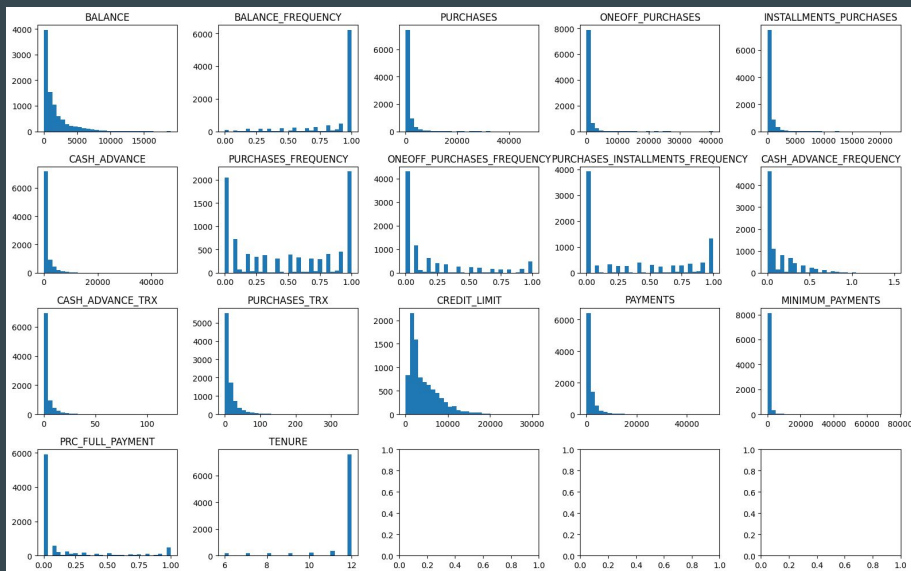 BALANCE BALANCE_FREQUENCY PURCHASES ONEOFF_PURCHASES INSTALLMENTS_PURCHASES
4000 3000 2000 1000 0
0 5000 10000 15000
6000 4000 2000 0
0.00 0.25 0.50 0.75 1.00
6000 4000 2000 0
0 20000 40000
8000 6000 4000 2000 0
0 10000 20000 30000 40000
6000 4000 2000 0
0 5000 10000 15000 20000
CASH_ADVANCE PURCHASES_FREQUENCY ONEOFF_PURCHASES_FREQUENCY PURCHASES_INSTALLMENTS_FREQUENCY CASH_ADVANCE_FREQUENCY
6000 4000 2000 0
0 20000 40000
2000 1500 1000 500 0
0.00 0.25 0.50 0.75 1.00
4000 3000 2000 1000 0
0.00 0.25 0.50 0.75 1.00
4000 3000 2000 1000 0
0.00 0.25 0.50 0.75 1.00
4000 2000 0
0.0 0.5 1.0 1.5
CASH_ADVANCE_TRX PURCHASES_TRX CREDIT_LIMIT PAYMENTS MINIMUM_PAYMENTS
6000 4000 2000 0
0 50 100
5000 4000 3000 2000 1000 0
0 100 200 300
2000 1500 1000 500 0
0 10000 20000 30000
6000 4000 2000 0
0 20000 40000
8000 6000 4000 2000 0
0 20000 40000 60000 80000
PRC_FULL_PAYMENT TENURE
6000 4000 2000 0
0.00 0.25 0.50 0.75 1.00
6000 4000 2000 0
6 8 10 12
1.0 0.8 0.6 0.4 0.2 0.0
0.0 0.2 0.4 0.6 0.8 1.0
1.0 0.8 0.6 0.4 0.2 0.0
0.0 0.2 0.4 0.6 0.8 1.0
1.0 0.8 0.6 0.4 0.2 0.0
0.0 0.2 0.4 0.6 0.8 1.0